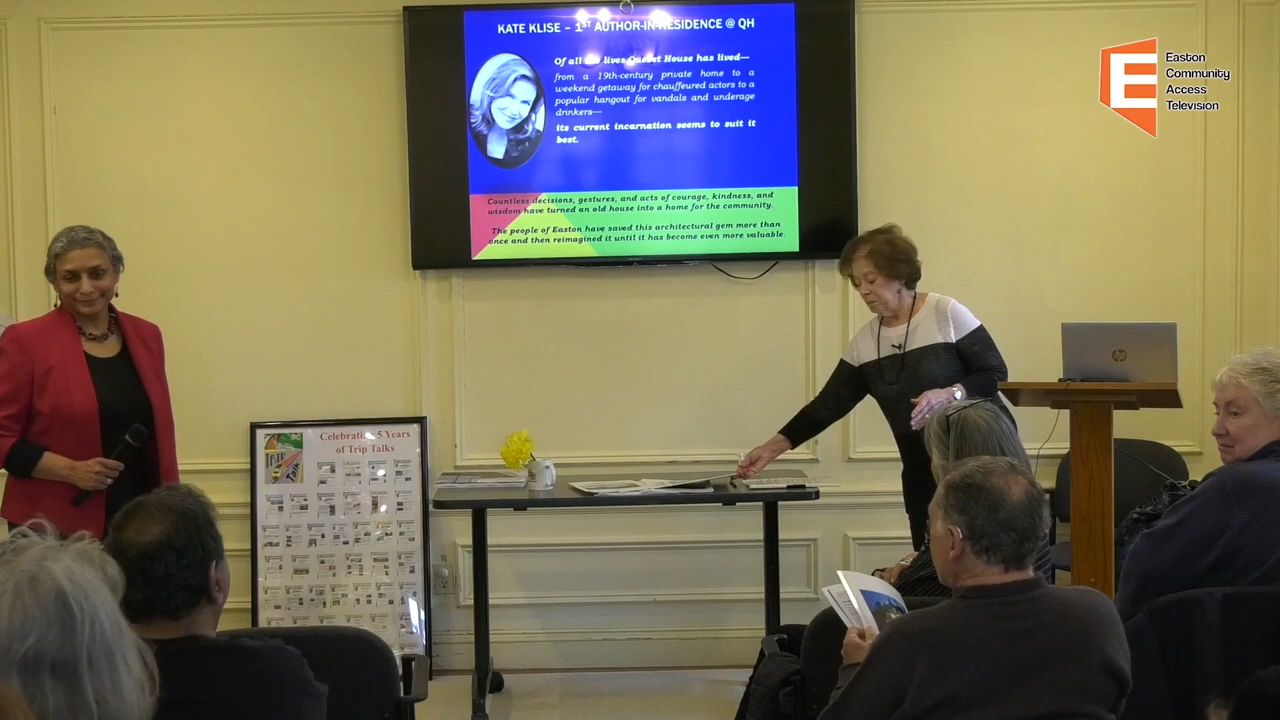 KATE KLISE – 1ST AUTHOR-IN-RESIDENCE @ QH
Of all the lives Queset House has lived—
from a 19th-century private home to a
weekend getaway for chauffeured actors to a
popular hangout for vandals and underage
drinkers—
its current incarnation seems to suit it
best.
Countless decisions, gestures, and acts of courage, kindness, and
wisdom have turned an old house into a home for the community.
The people of Easton have saved this architectural gem more than
once and then reimagined it until it has become even more valuable.
E
Easton
Community
Access
Television
hp
Celebrating 5 Years
of Trip Talks